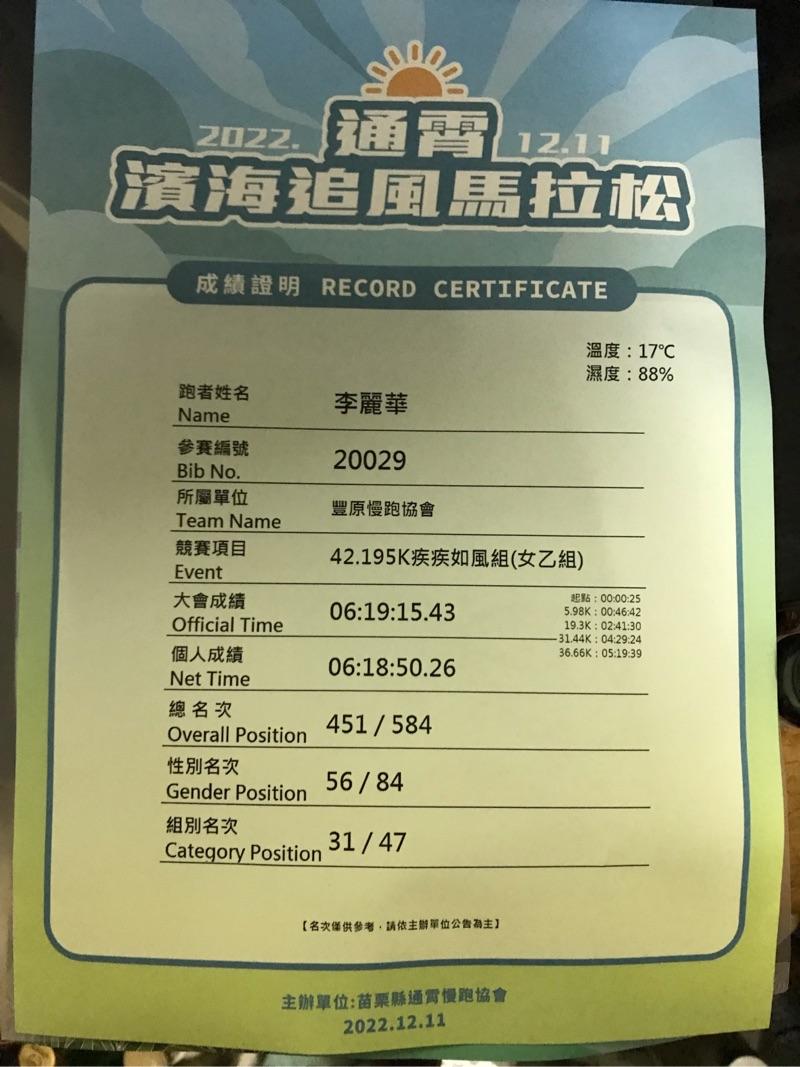 2022. 通霄 12.11
濱海追風馬拉松
成績證明 RECORD CERTIFICATE
溫度：17℃
濕度：88%
跑者姓名
Name
李麗華
參賽編號
Bib No.
20029
所屬單位
Team Name
豐原慢跑協會
競賽項目
Event
42.195K疾疾如風組(女乙組)
大會成績
Official Time
06:19:15.43
起點：00:00:25
5.98K：00:46:42
19.3K：02:41:30
31.44K：04:29:24
36.66K：05:19:39
個人成績
Net Time
06:18:50.26
總名次
Overall Position
451 / 584
性別名次
Gender Position
56 / 84
組別名次
Category Position
31 / 47
【名次僅供參考，請依主辦單位公告為主】
主辦單位:苗栗縣通霄慢跑協會
2022.12.11